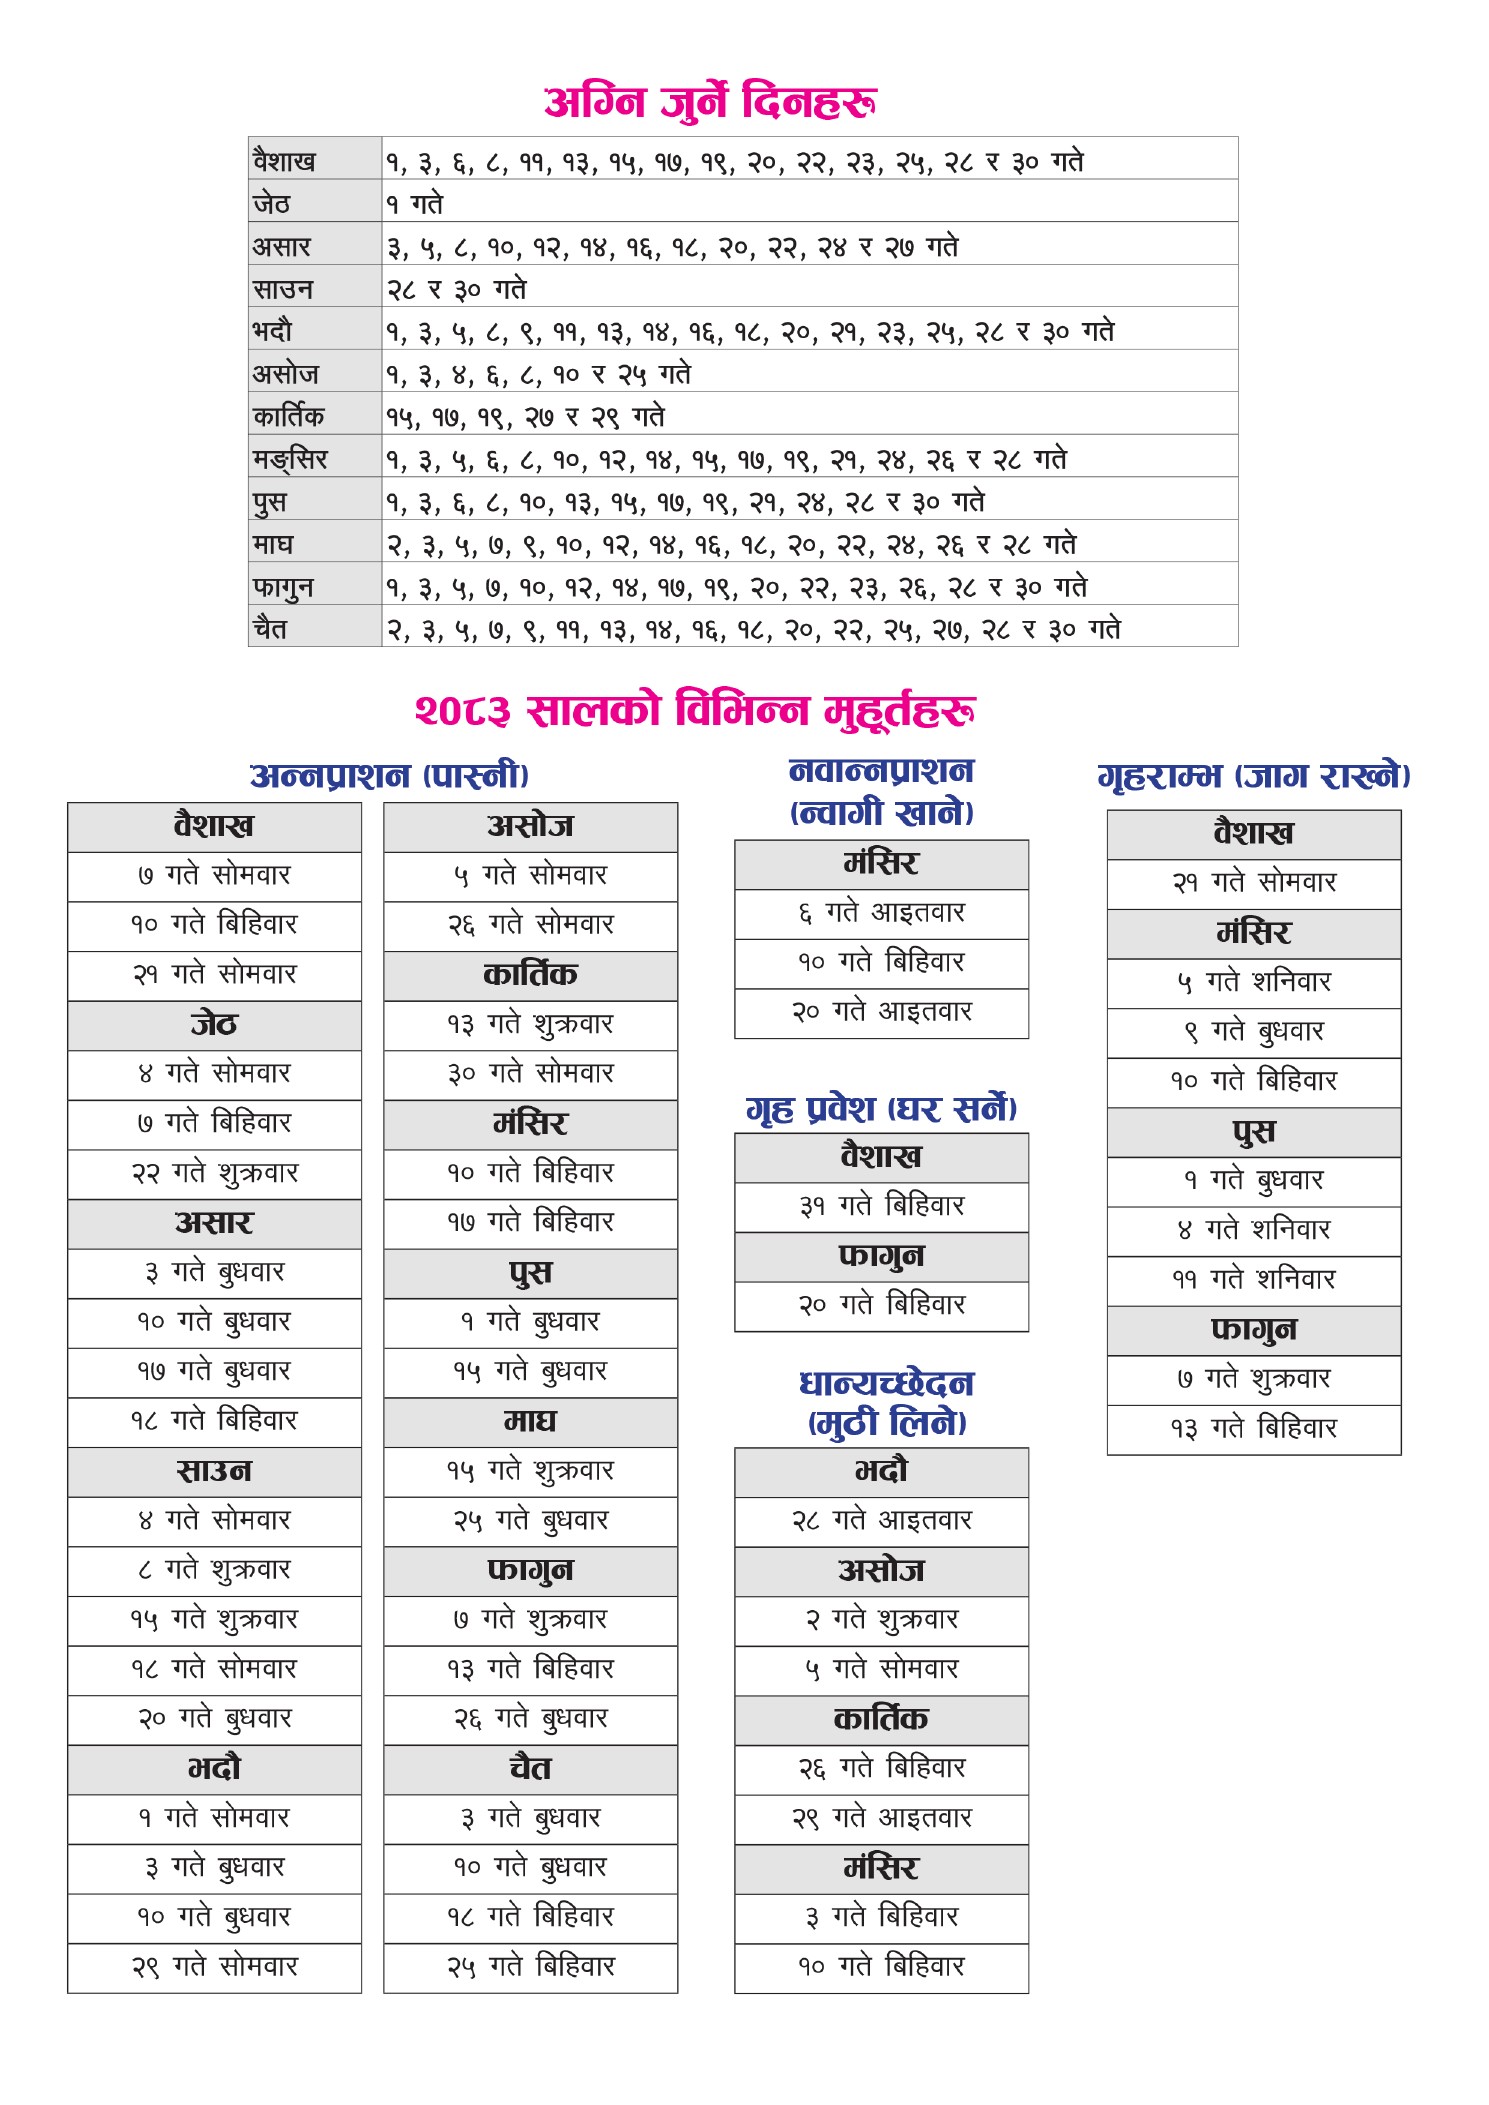 अग्नि जुर्ने दिनहरू
वैशाख १, ३, ६, ८, ११, १३, १५, १७, १९, २०, २२, २३, २५, २८ र ३० गते
जेठ १ गते
असार ३, ५, ८, १०, १२, १४, १६, १८, २०, २२, २४ र २७ गते
साउन २८ र ३० गते
भदौ १, ३, ५, ८, ९, ११, १३, १४, १६, १८, २०, २१, २३, २५, २८ र ३० गते
असोज १, ३, ४, ६, ८, १० र २५ गते
कार्तिक १५, १७, १९, २७ र २९ गते
मङ्सिर १, ३, ५, ६, ८, १०, १२, १४, १५, १७, १९, २१, २४, २६ र २८ गते
पुस १, ३, ६, ८, १०, १३, १५, १७, १९, २१, २४, २८ र ३० गते
माघ २, ३, ५, ७, ९, १०, १२, १४, १६, १८, २०, २२, २४, २६ र २८ गते
फागुन १, ३, ५, ७, १०, १२, १४, १७, १९, २०, २२, २३, २६, २८ र ३० गते
चैत २, ३, ५, ७, ९, ११, १३, १४, १६, १८, २०, २२, २५, २७, २८ र ३० गते
२०८३ सालको विभिन्न मुहूर्तहरू
अन्नप्राशन (पास्नी)
वैशाख
७ गते सोमवार
१० गते बिहिवार
२१ गते सोमवार
जेठ
४ गते सोमवार
७ गते बिहिवार
२२ गते शुक्रवार
असार
३ गते बुधवार
१० गते बुधवार
१७ गते बुधवार
१८ गते बिहिवार
साउन
४ गते सोमवार
८ गते शुक्रवार
१५ गते शुक्रवार
१८ गते सोमवार
२० गते बुधवार
भदौ
१ गते सोमवार
३ गते बुधवार
१० गते बुधवार
२९ गते सोमवार
असोज
५ गते सोमवार
२६ गते सोमवार
कार्तिक
१३ गते शुक्रवार
३० गते सोमवार
मंसिर
१० गते बिहिवार
१७ गते बिहिवार
पुस
१ गते बुधवार
१५ गते बुधवार
माघ
१५ गते शुक्रवार
२५ गते बुधवार
फागुन
७ गते शुक्रवार
१३ गते बिहिवार
२६ गते बुधवार
चैत
३ गते बुधवार
१० गते बुधवार
१८ गते बिहिवार
२५ गते बिहिवार
नवान्नप्राशन
(न्वागी खाने)
मंसिर
६ गते आइतवार
१० गते बिहिवार
२० गते आइतवार
गृह प्रवेश (घर सर्ने)
वैशाख
३१ गते बिहिवार
फागुन
२० गते बिहिवार
धान्यच्छेदन
(मुठी लिने)
भदौ
२८ गते आइतवार
असोज
२ गते शुक्रवार
५ गते सोमवार
कार्तिक
२६ गते बिहिवार
२९ गते आइतवार
मंसिर
३ गते बिहिवार
१० गते बिहिवार
गृहराम्भ (जाग राख्ने)
वैशाख
२१ गते सोमवार
मंसिर
५ गते शनिवार
९ गते बुधवार
१० गते बिहिवार
पुस
१ गते बुधवार
४ गते शनिवार
११ गते शनिवार
फागुन
७ गते शुक्रवार
१३ गते बिहिवार